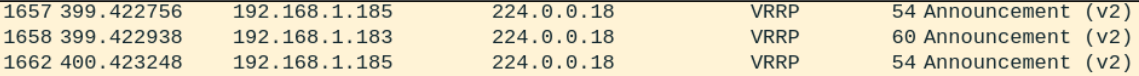 1657 399.422756 192.168.1.185 224.0.0.18 VRRP 54 Announcement (v2)
1658 399.422938 192.168.1.183 224.0.0.18 VRRP 60 Announcement (v2)
1662 400.423248 192.168.1.185 224.0.0.18 VRRP 54 Announcement (v2)